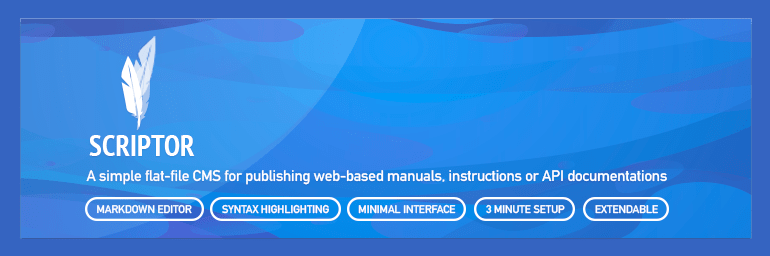 SCRIPTOR
A simple flat-file CMS for publishing web-based manuals, instructions or API documentations
MARKDOWN EDITOR SYNTAX HIGHLIGHTING MINIMAL INTERFACE 3 MINUTE SETUP EXTENDABLE